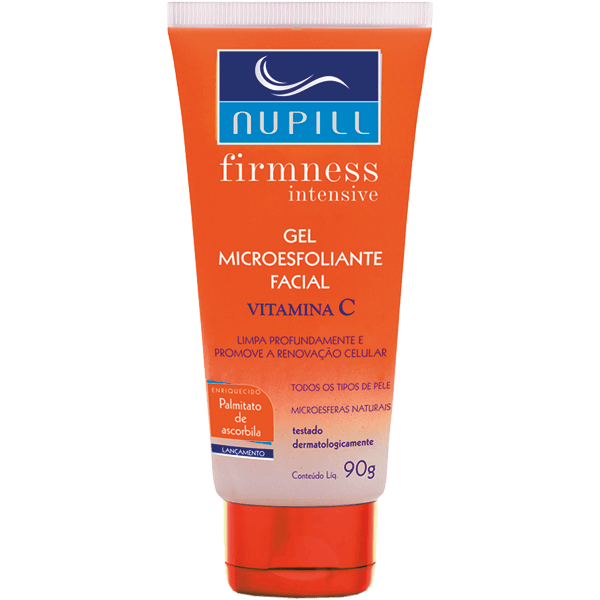 NUPILL
firmness
intensive
GEL
MICROESFOLIANTE
FACIAL
VITAMINA C
LIMPA PROFUNDAMENTE E
PROMOVE A RENOVAÇÃO CELULAR
ENRIQUECIDO
Palmitato
de
ascorbila
LANÇAMENTO
TODOS OS TIPOS DE PELE
MICROESFERAS NATURAIS
testado
dermatologicamente
Conteúdo Líq. 90g